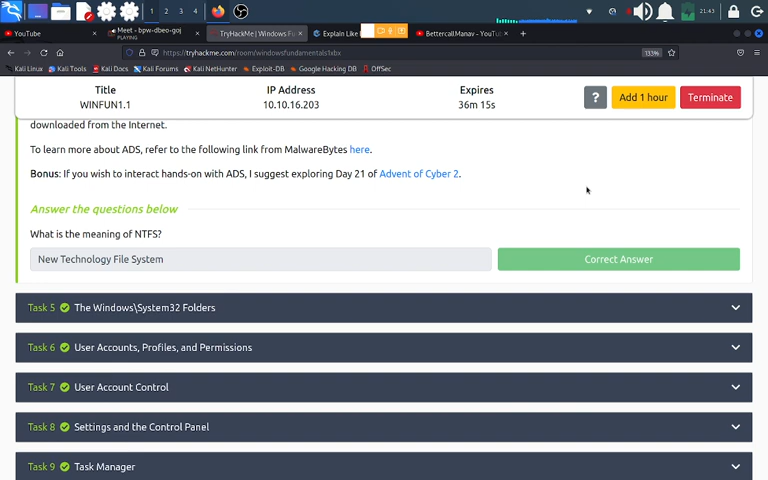 1 2 3 4
21:43
YouTube
Meet - bpw-dbeo-goj
PLAYING
TryHackMe | Windows Fu
Explain Like
BettercallManav - YouTu
https://tryhackme.com/room/windowsfundamentals1xbx
133%
Kali Linux
Kali Tools
Kali Docs
Kali Forums
Kali NetHunter
Exploit-DB
Google Hacking DB
OffSec
Title
IP Address
Expires
WINFUN1.1
10.10.16.203
36m 15s
?
Add 1 hour
Terminate
downloaded from the Internet.
To learn more about ADS, refer to the following link from MalwareBytes here.
Bonus: If you wish to interact hands-on with ADS, I suggest exploring Day 21 of Advent of Cyber 2.
Answer the questions below
What is the meaning of NTFS?
New Technology File System
Correct Answer
Task 5 The Windows\System32 Folders
Task 6 User Accounts, Profiles, and Permissions
Task 7 User Account Control
Task 8 Settings and the Control Panel
Task 9 Task Manager